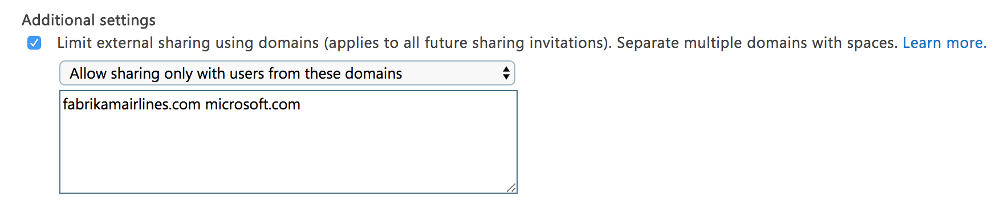 Additional settings
Limit external sharing using domains (applies to all future sharing invitations). Separate multiple domains with spaces. Learn more.
Allow sharing only with users from these domains
fabrikamairlines.com microsoft.com